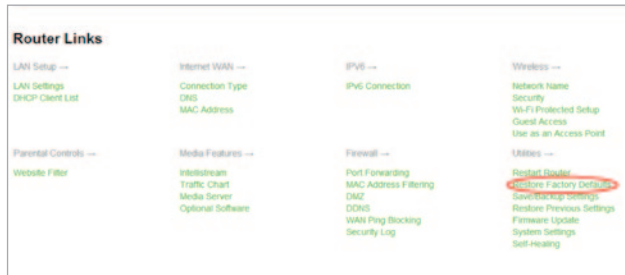 Router Links
LAN Setup →
LAN Settings
DHCP Client List
Internet WAN →
Connection Type
DNS
MAC Address
IPV6 →
IPv6 Connection
Wireless →
Network Name
Security
Wi-Fi Protected Setup
Guest Access
Use as an Access Point
Parental Controls →
Website Filter
Media Features →
Intellistream
Traffic Chart
Media Server
Optional Software
Firewall →
Port Forwarding
MAC Address Filtering
DMZ
DDNS
WAN Ping Blocking
Security Log
Utilities →
Restart Router
Restore Factory Defaults
Save/Backup Settings
Restore Previous Settings
Firmware Update
System Settings
Self-Healing